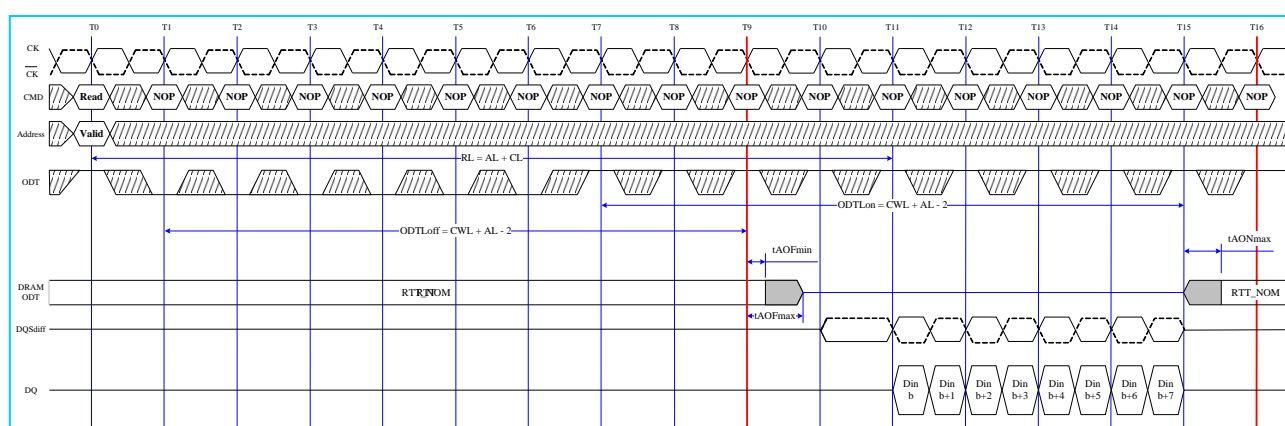 T0 T1 T2 T3 T4 T5 T6 T7 T8 T9 T10 T11 T12 T13 T14 T15 T16
CK
CK
CMD Read NOP NOP NOP NOP NOP NOP NOP NOP NOP NOP NOP NOP NOP NOP NOP NOP
Address Valid
RL = AL + CL
ODT
ODTLon = CWL + AL - 2
ODTLoff = CWL + AL - 2
tAOFmin
tAONmax
DRAM
ODT
RTT_NOM
RTT_NOM
tAOFmax
DQSdiff
DQ
Din
b
Din
b+1
Din
b+2
Din
b+3
Din
b+4
Din
b+5
Din
b+6
Din
b+7